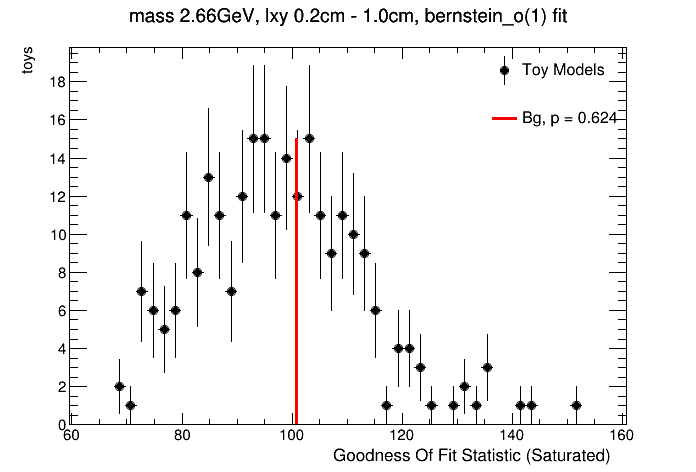 mass 2.66GeV, lxy 0.2cm - 1.0cm, bernstein_o(1) fit
toys
18
16
14
12
10
8
6
4
2
0
Toy Models
Bg, p = 0.624
60 80 100 120 140 160
Goodness Of Fit Statistic (Saturated)